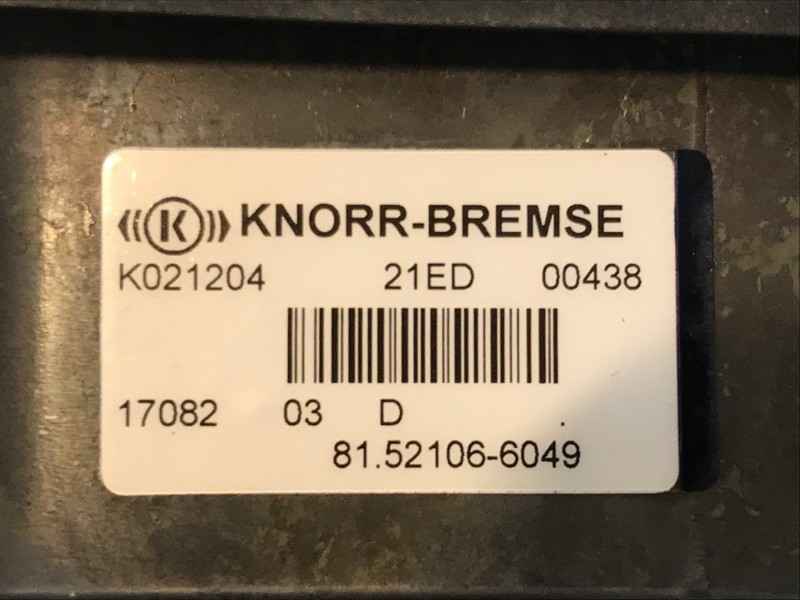 K KNORR-BREMSE
K021204 21ED 00438
17082 03 D .
81.52106-6049